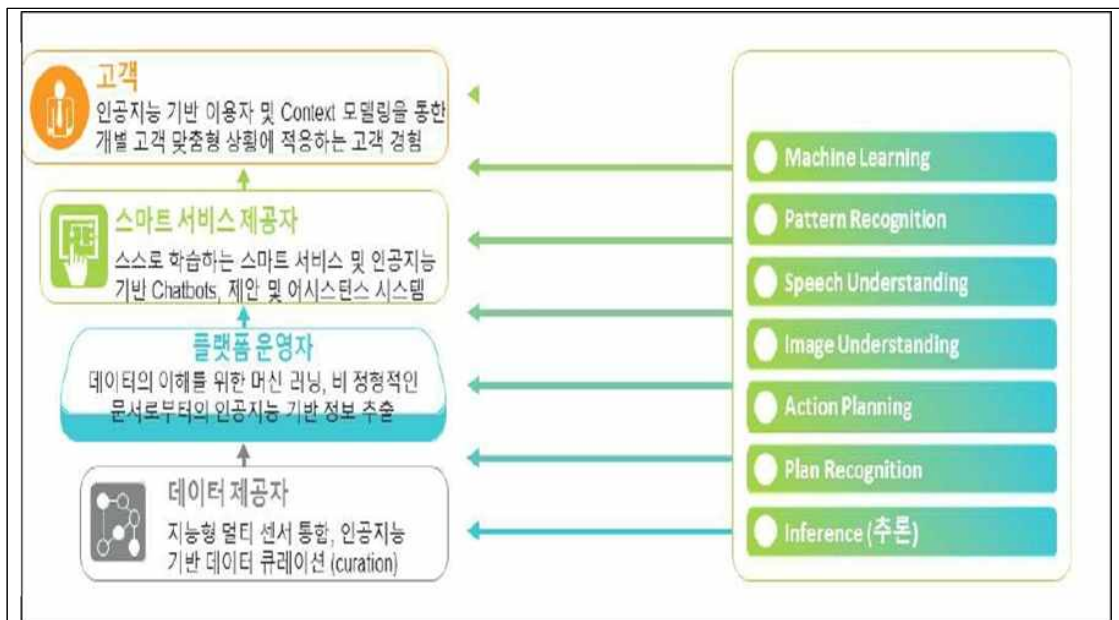 고객
인공지능 기반 이용자 및 Context 모델링을 통한
개별 고객 맞춤형 상황에 적응하는 고객 경험
스마트 서비스 제공자
스스로 학습하는 스마트 서비스 및 인공지능
기반 Chatbots, 제안 및 어시스턴스 시스템
플랫폼 운영자
데이터의 이해를 위한 머신 러닝, 비 정형적인
문서로부터의 인공지능 기반 정보 추출
데이터 제공자
지능형 멀티 센서 통합, 인공지능
기반 데이터 큐레이션 (curation)
Machine Learning
Pattern Recognition
Speech Understanding
Image Understanding
Action Planning
Plan Recognition
Inference (추론)